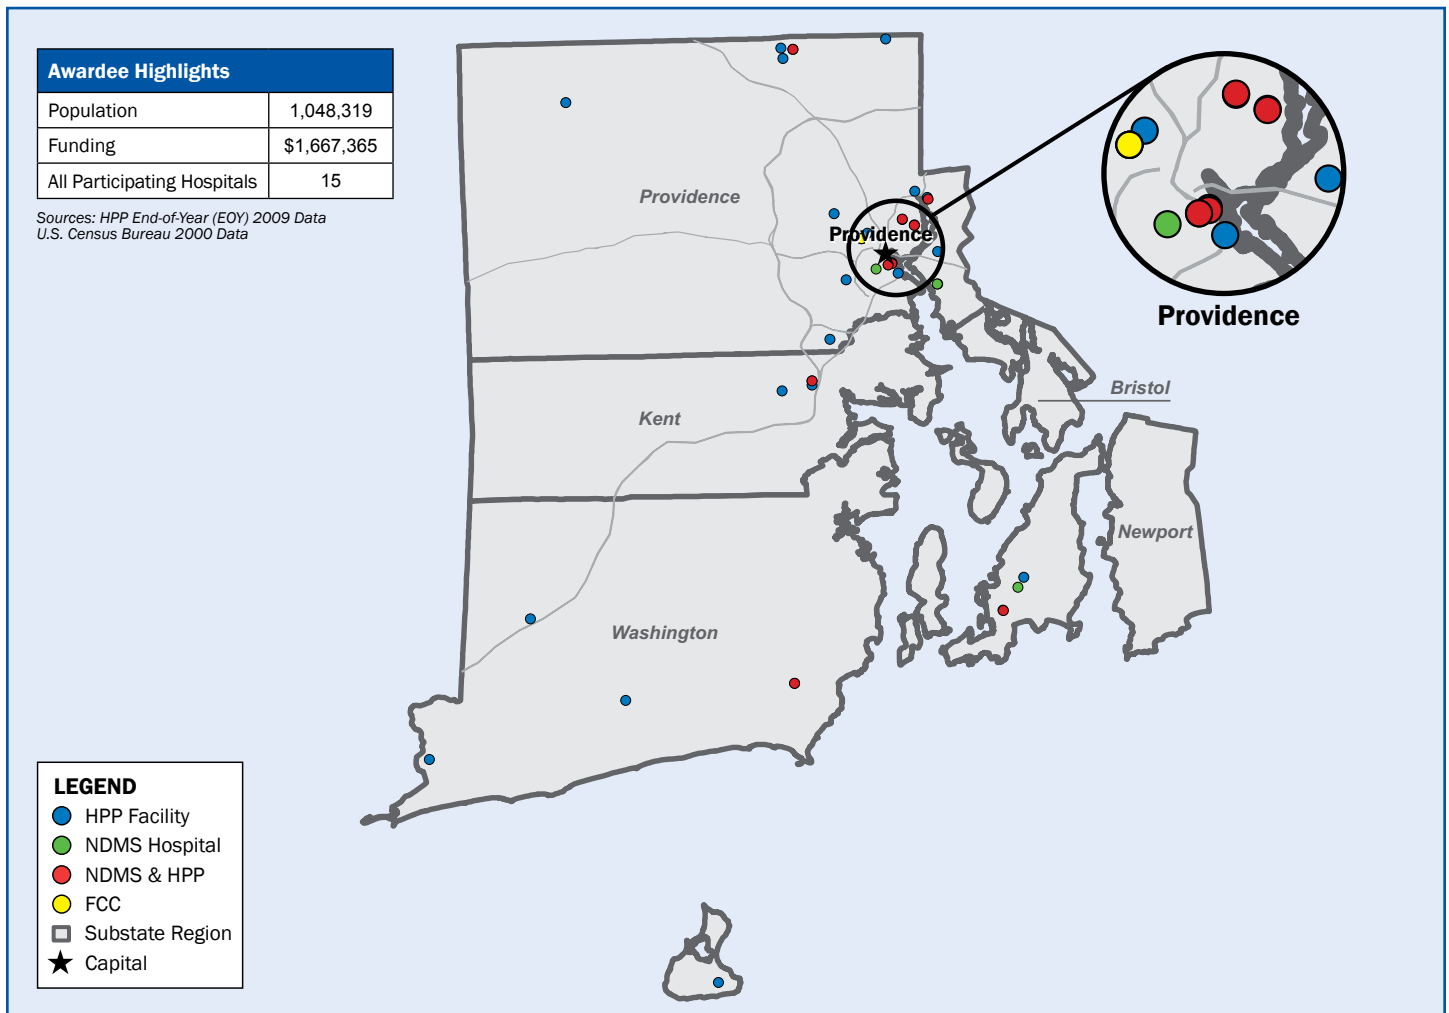 Awardee Highlights
Population 1,048,319
Funding $1,667,365
All Participating Hospitals 15
Sources: HPP End-of-Year (EOY) 2009 Data
U.S. Census Bureau 2000 Data
Providence
Providence
Providence
Bristol
Kent
Newport
Washington
LEGEND
HPP Facility
NDMS Hospital
NDMS & HPP
FCC
Substate Region
Capital